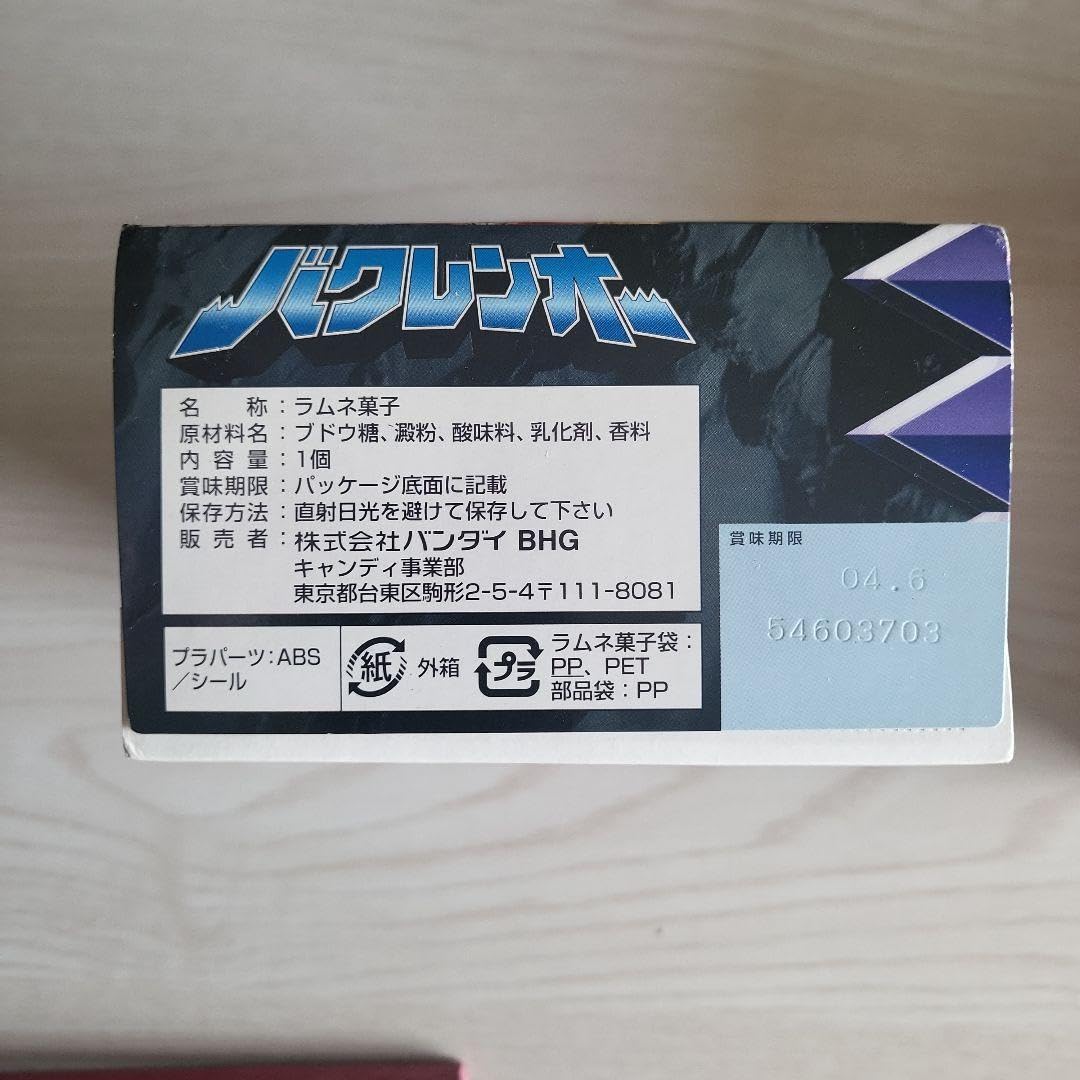 バクレンオー
名　　称：ラムネ菓子
原材料名：ブドウ糖、澱粉、酸味料、乳化剤、香料
内 容 量：1個
賞味期限：パッケージ底面に記載
保存方法：直射日光を避けて保存して下さい
販 売 者：株式会社バンダイ BHG
キャンディ事業部
東京都台東区駒形2-5-4〒111-8081
賞味期限
04.6
54603703
プラパーツ：ABS
／シール
紙 外箱
プラ
ラムネ菓子袋：
PP、PET
部品袋：PP